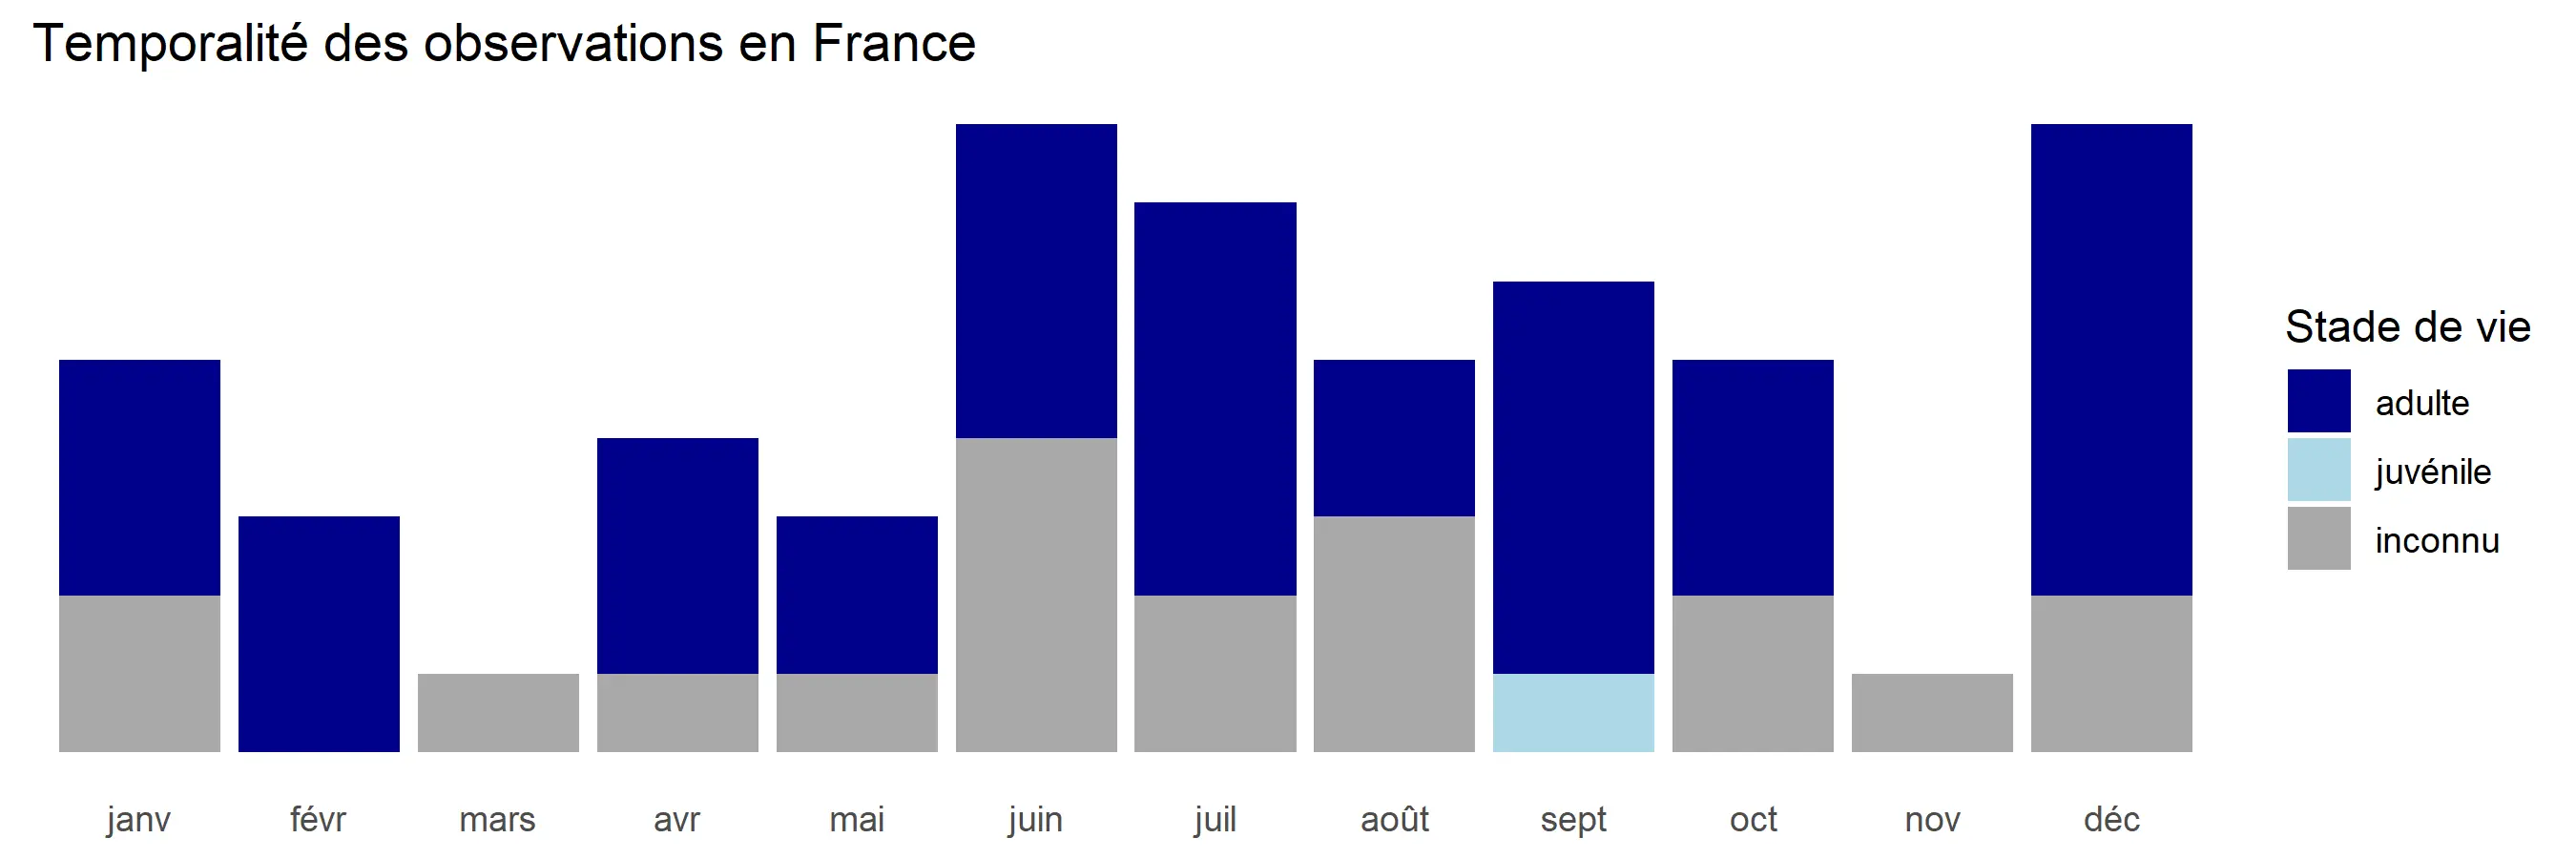 Temporalité des observations en France
Stade de vie
adulte
juvénile
inconnu
janv févr mars avr mai juin juil août sept oct nov déc